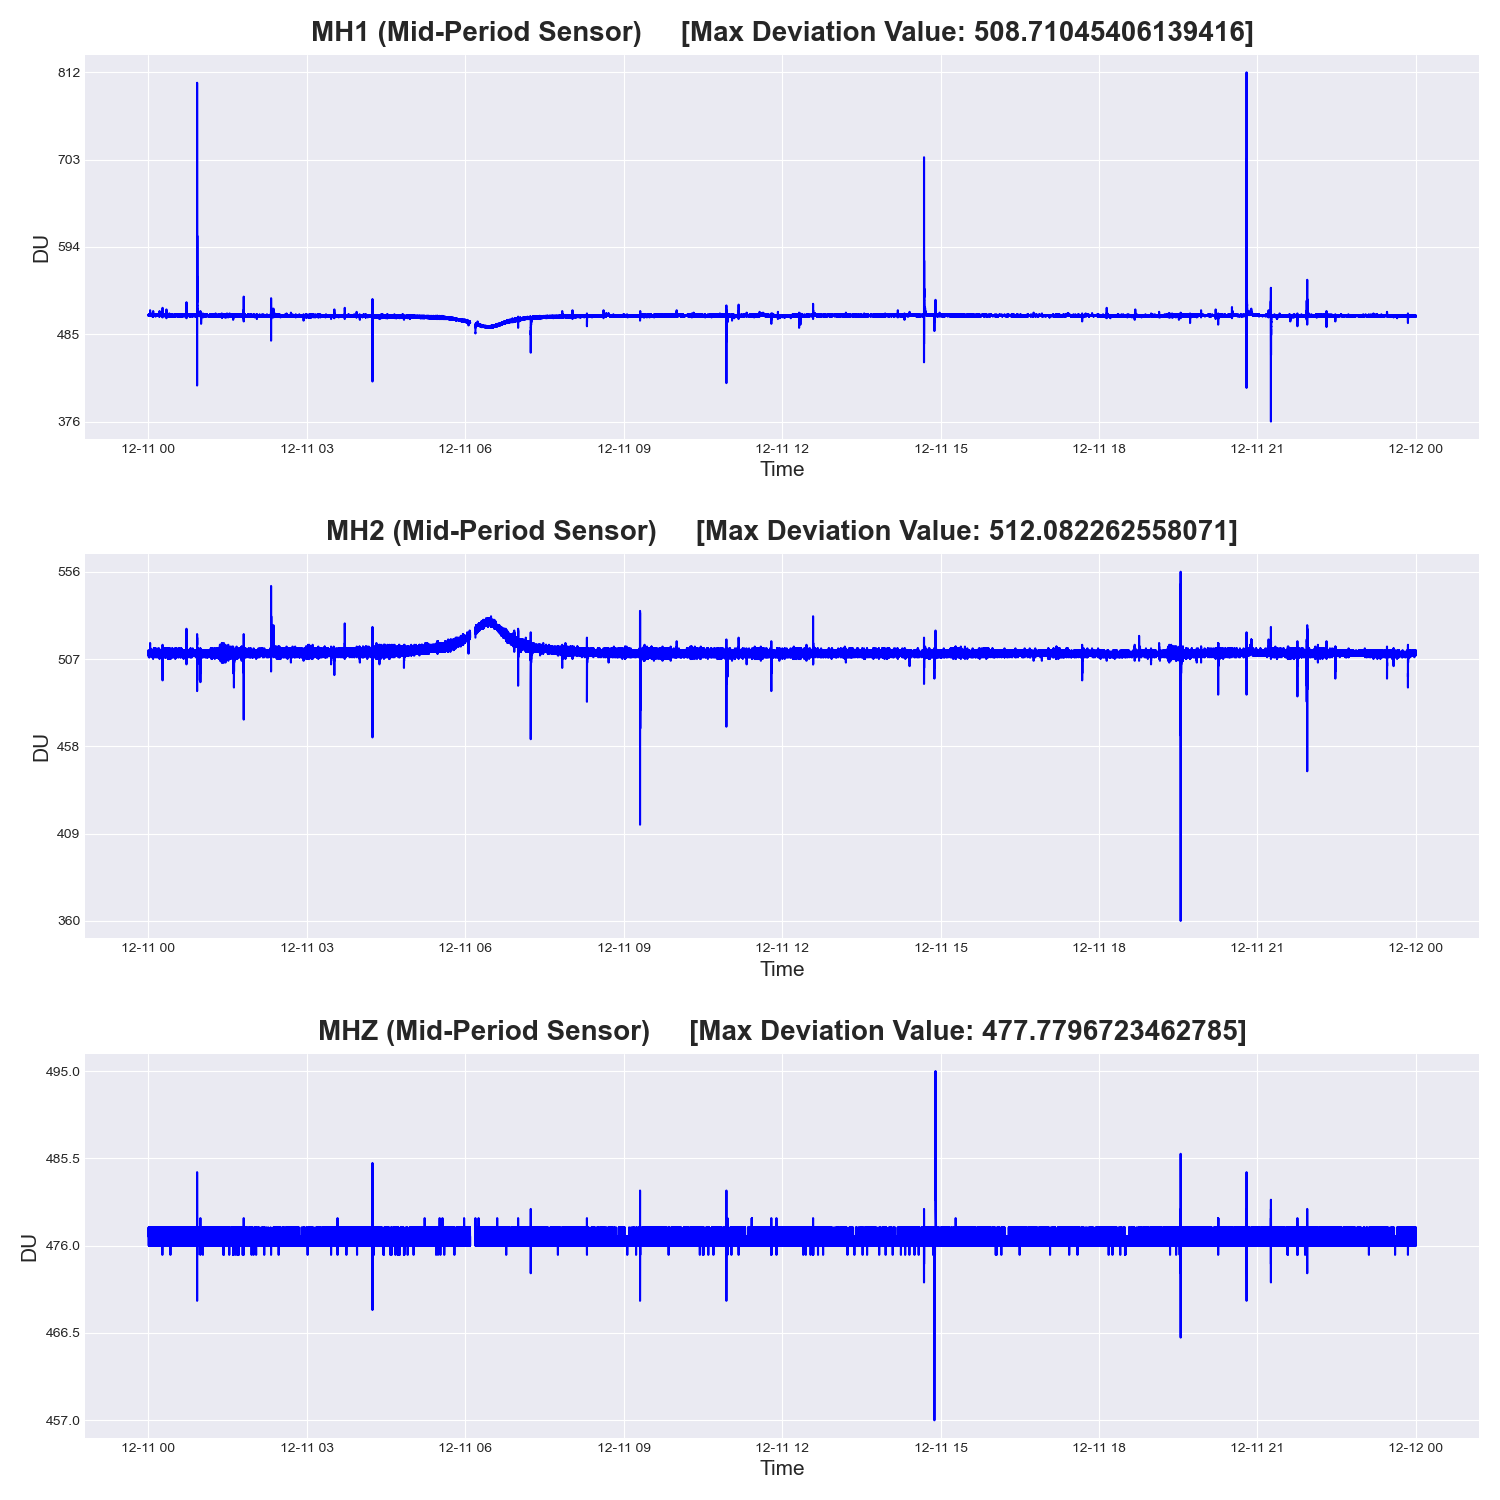 MH1 (Mid-Period Sensor) [Max Deviation Value: 508.71045406139416]
812
703
594
485
376
DU
12-11 00 12-11 03 12-11 06 12-11 09 12-11 12 12-11 15 12-11 18 12-11 21 12-12 00
Time
MH2 (Mid-Period Sensor) [Max Deviation Value: 512.082262558071]
556
507
458
409
360
DU
12-11 00 12-11 03 12-11 06 12-11 09 12-11 12 12-11 15 12-11 18 12-11 21 12-12 00
Time
MHZ (Mid-Period Sensor) [Max Deviation Value: 477.7796723462785]
495.0
485.5
476.0
466.5
457.0
DU
12-11 00 12-11 03 12-11 06 12-11 09 12-11 12 12-11 15 12-11 18 12-11 21 12-12 00
Time